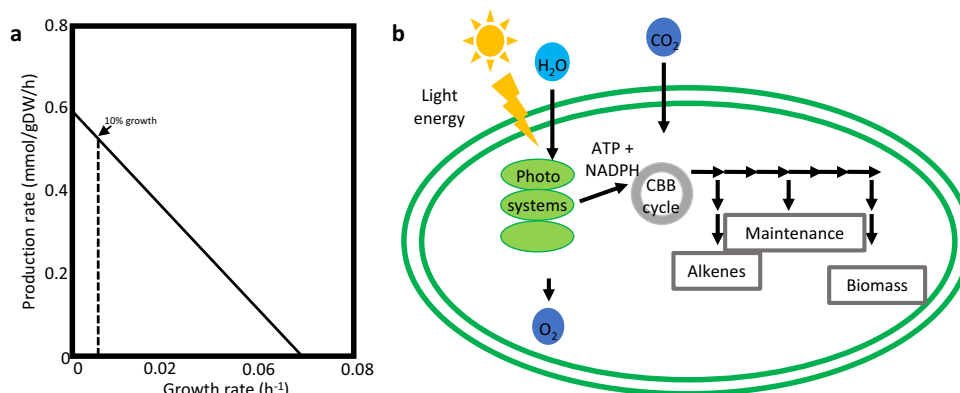 a
Production rate (mmol/gDW/h)
0.8
0.6
0.4
0.2
0
10% growth
0 0.02 0.06 0.08
Growth rate (h⁻¹)
b
Light
energy
H₂O
CO₂
ATP +
NADPH
Photo
systems
CBB
cycle
Maintenance
Alkenes
Biomass
O₂